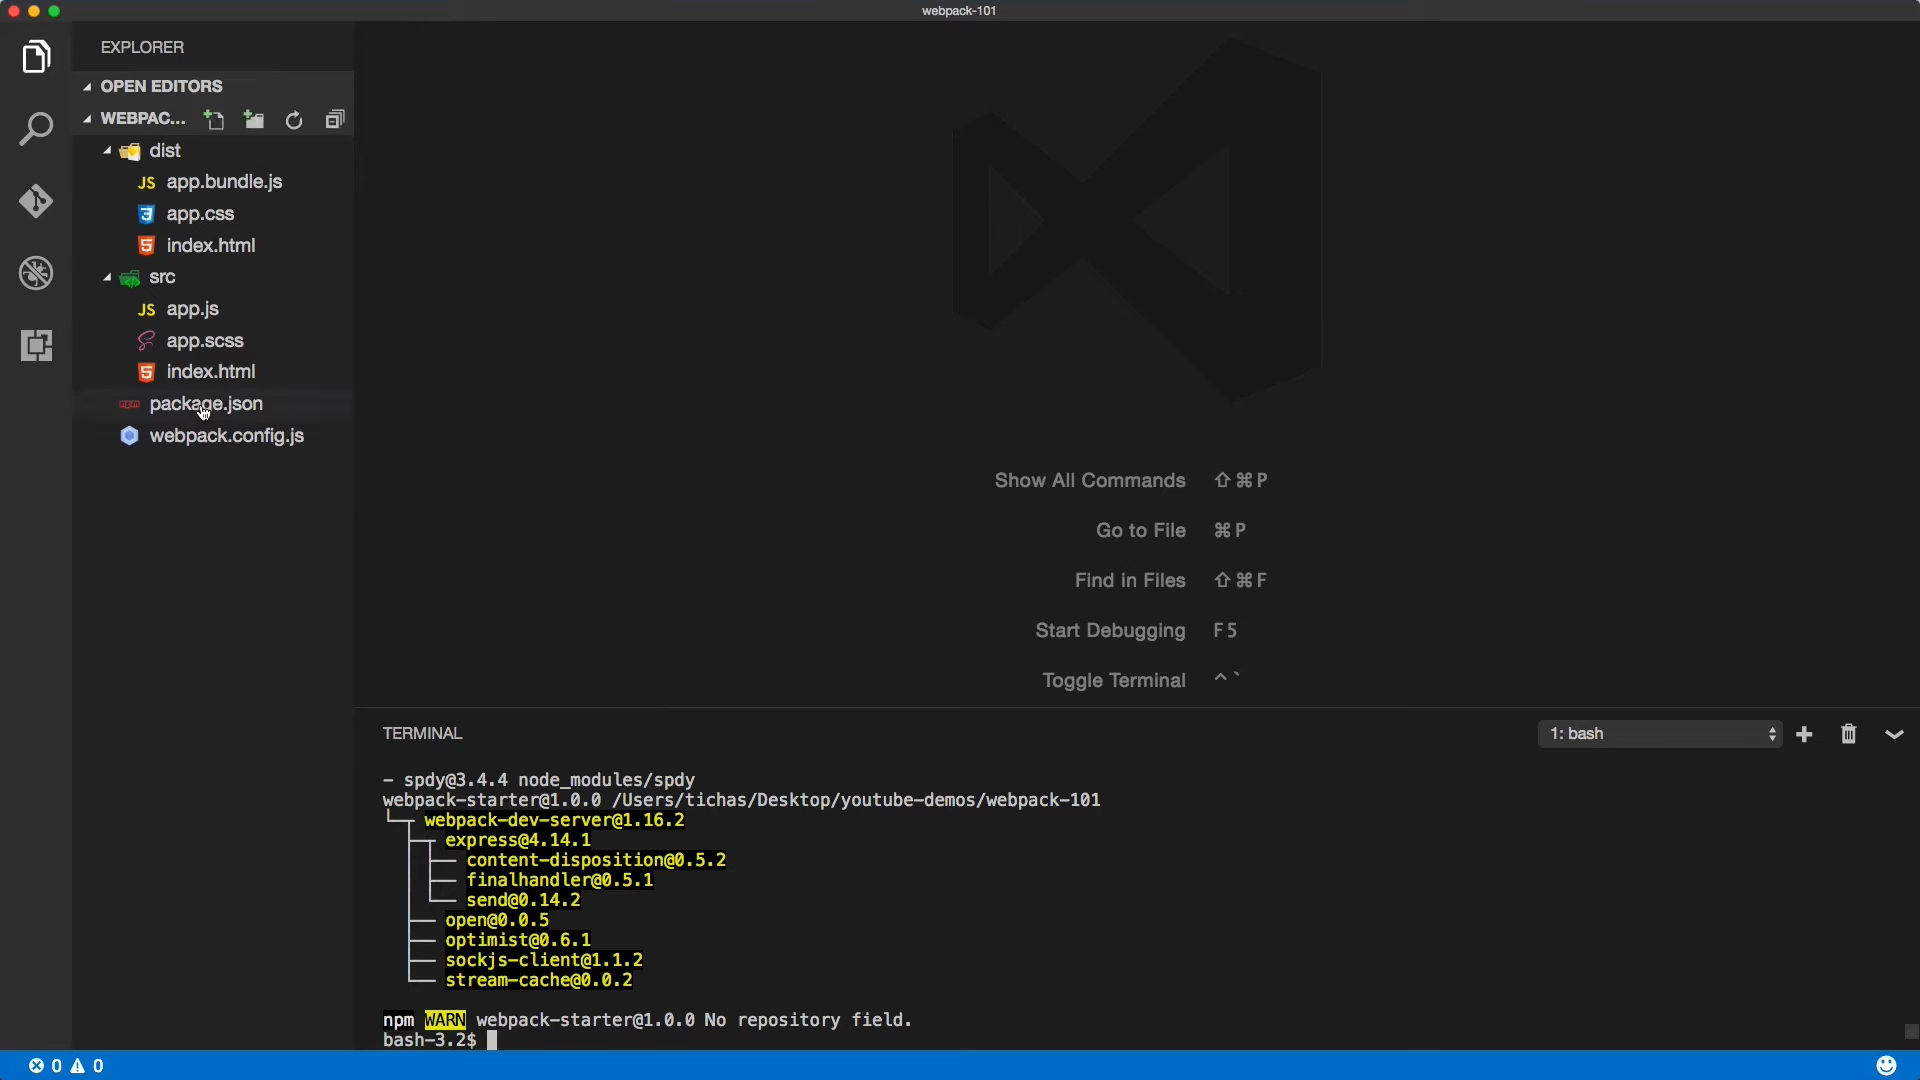 webpack-101
EXPLORER
OPEN EDITORS
WEBPAC...
dist
JS app.bundle.js
app.css
index.html
src
JS app.js
app.scss
index.html
package.json
webpack.config.js
Show All Commands ⇧⌘P
Go to File ⌘P
Find in Files ⇧⌘F
Start Debugging F5
Toggle Terminal ^`
TERMINAL
1: bash
– spdy@3.4.4 node_modules/spdy
webpack-starter@1.0.0 /Users/tichas/Desktop/youtube-demos/webpack-101
└─┬ webpack-dev-server@1.16.2
├─┬ express@4.14.1
│ ├── content-disposition@0.5.2
│ ├── finalhandler@0.5.1
│ └── send@0.14.2
├── open@0.0.5
├── optimist@0.6.1
├── sockjs-client@1.1.2
└── stream-cache@0.0.2
npm WARN webpack-starter@1.0.0 No repository field.
bash-3.2$
0 0